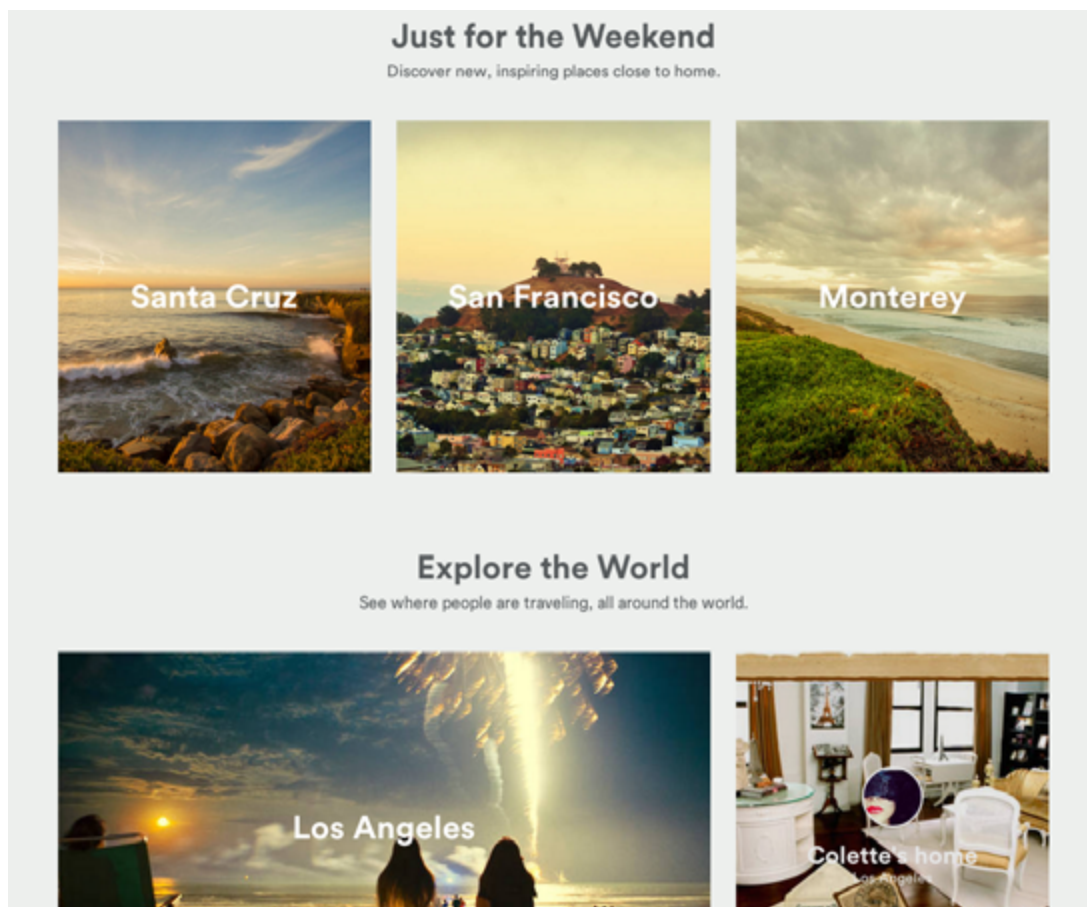 Just for the Weekend
Discover new, inspiring places close to home.
Santa Cruz
San Francisco
Monterey
Explore the World
See where people are traveling, all around the world.
Los Angeles
Colette's home
Los Angeles